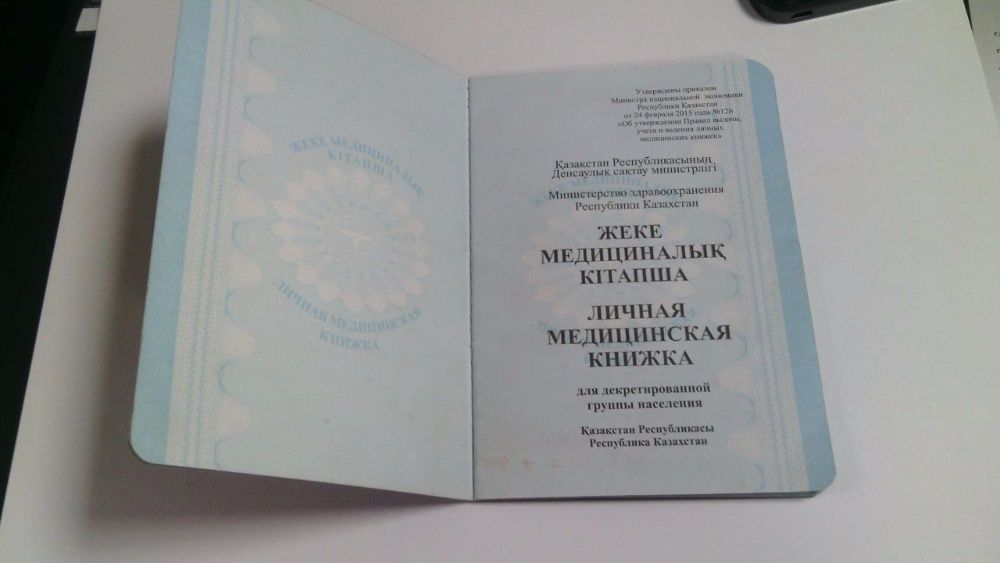 ЖЕКЕ МЕДИЦИНАЛЫҚ
КІТАПША
ЛИЧНАЯ МЕДИЦИНСКАЯ
КНИЖКА
Утверждены приказом
Министра национальной экономики
Республики Казахстан
от 24 февраля 2015 года №126
«Об утверждении Правил выдачи,
учета и ведения личных
медицинских книжек»
Қазақстан Республикасының
Денсаулық сақтау министрлігі
Министерство здравоохранения
Республики Казахстан
ЖЕКЕ
МЕДИЦИНАЛЫҚ
КІТАПША
ЛИЧНАЯ
МЕДИЦИНСКАЯ
КНИЖКА
для декретированной
группы населения
Қазақстан Республикасы
Республика Казахстан